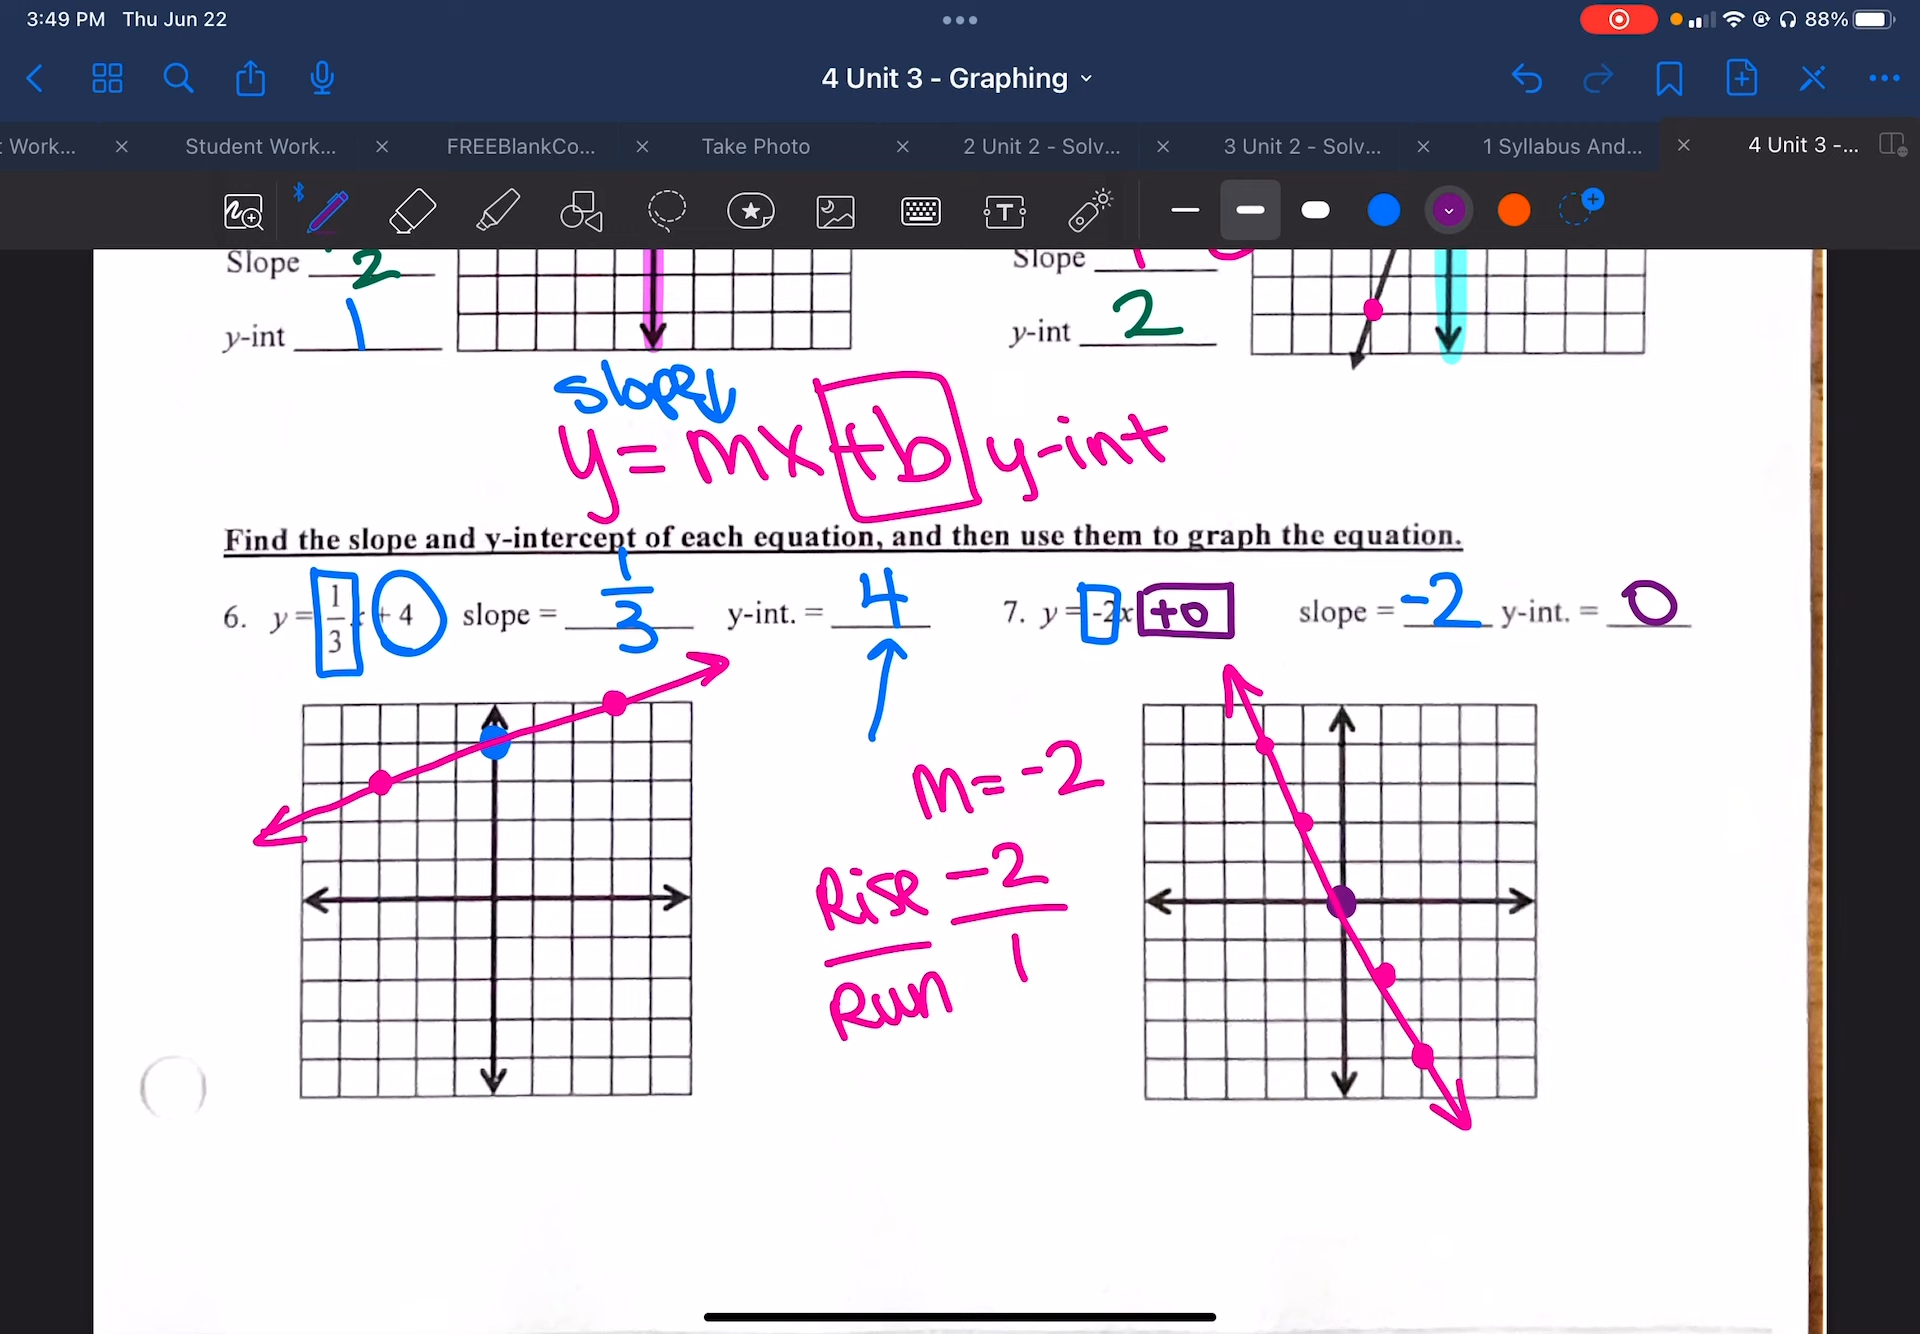 3:49 PM Thu Jun 22
88%
4 Unit 3 - Graphing
: Work...
Student Work...
FREEBlankCo...
Take Photo
2 Unit 2 - Solv...
3 Unit 2 - Solv...
1 Syllabus And...
4 Unit 3 -...
Slope 2
y-int 1
Slope
y-int 2
slope
y = mx + b y-int
Find the slope and y-intercept of each equation, and then use them to graph the equation.
6. y = 1/3 x + 4 slope = 1/3 y-int. = 4
7. y = -2x +0 slope = -2 y-int. = 0
m = -2
Rise -2
Run 1